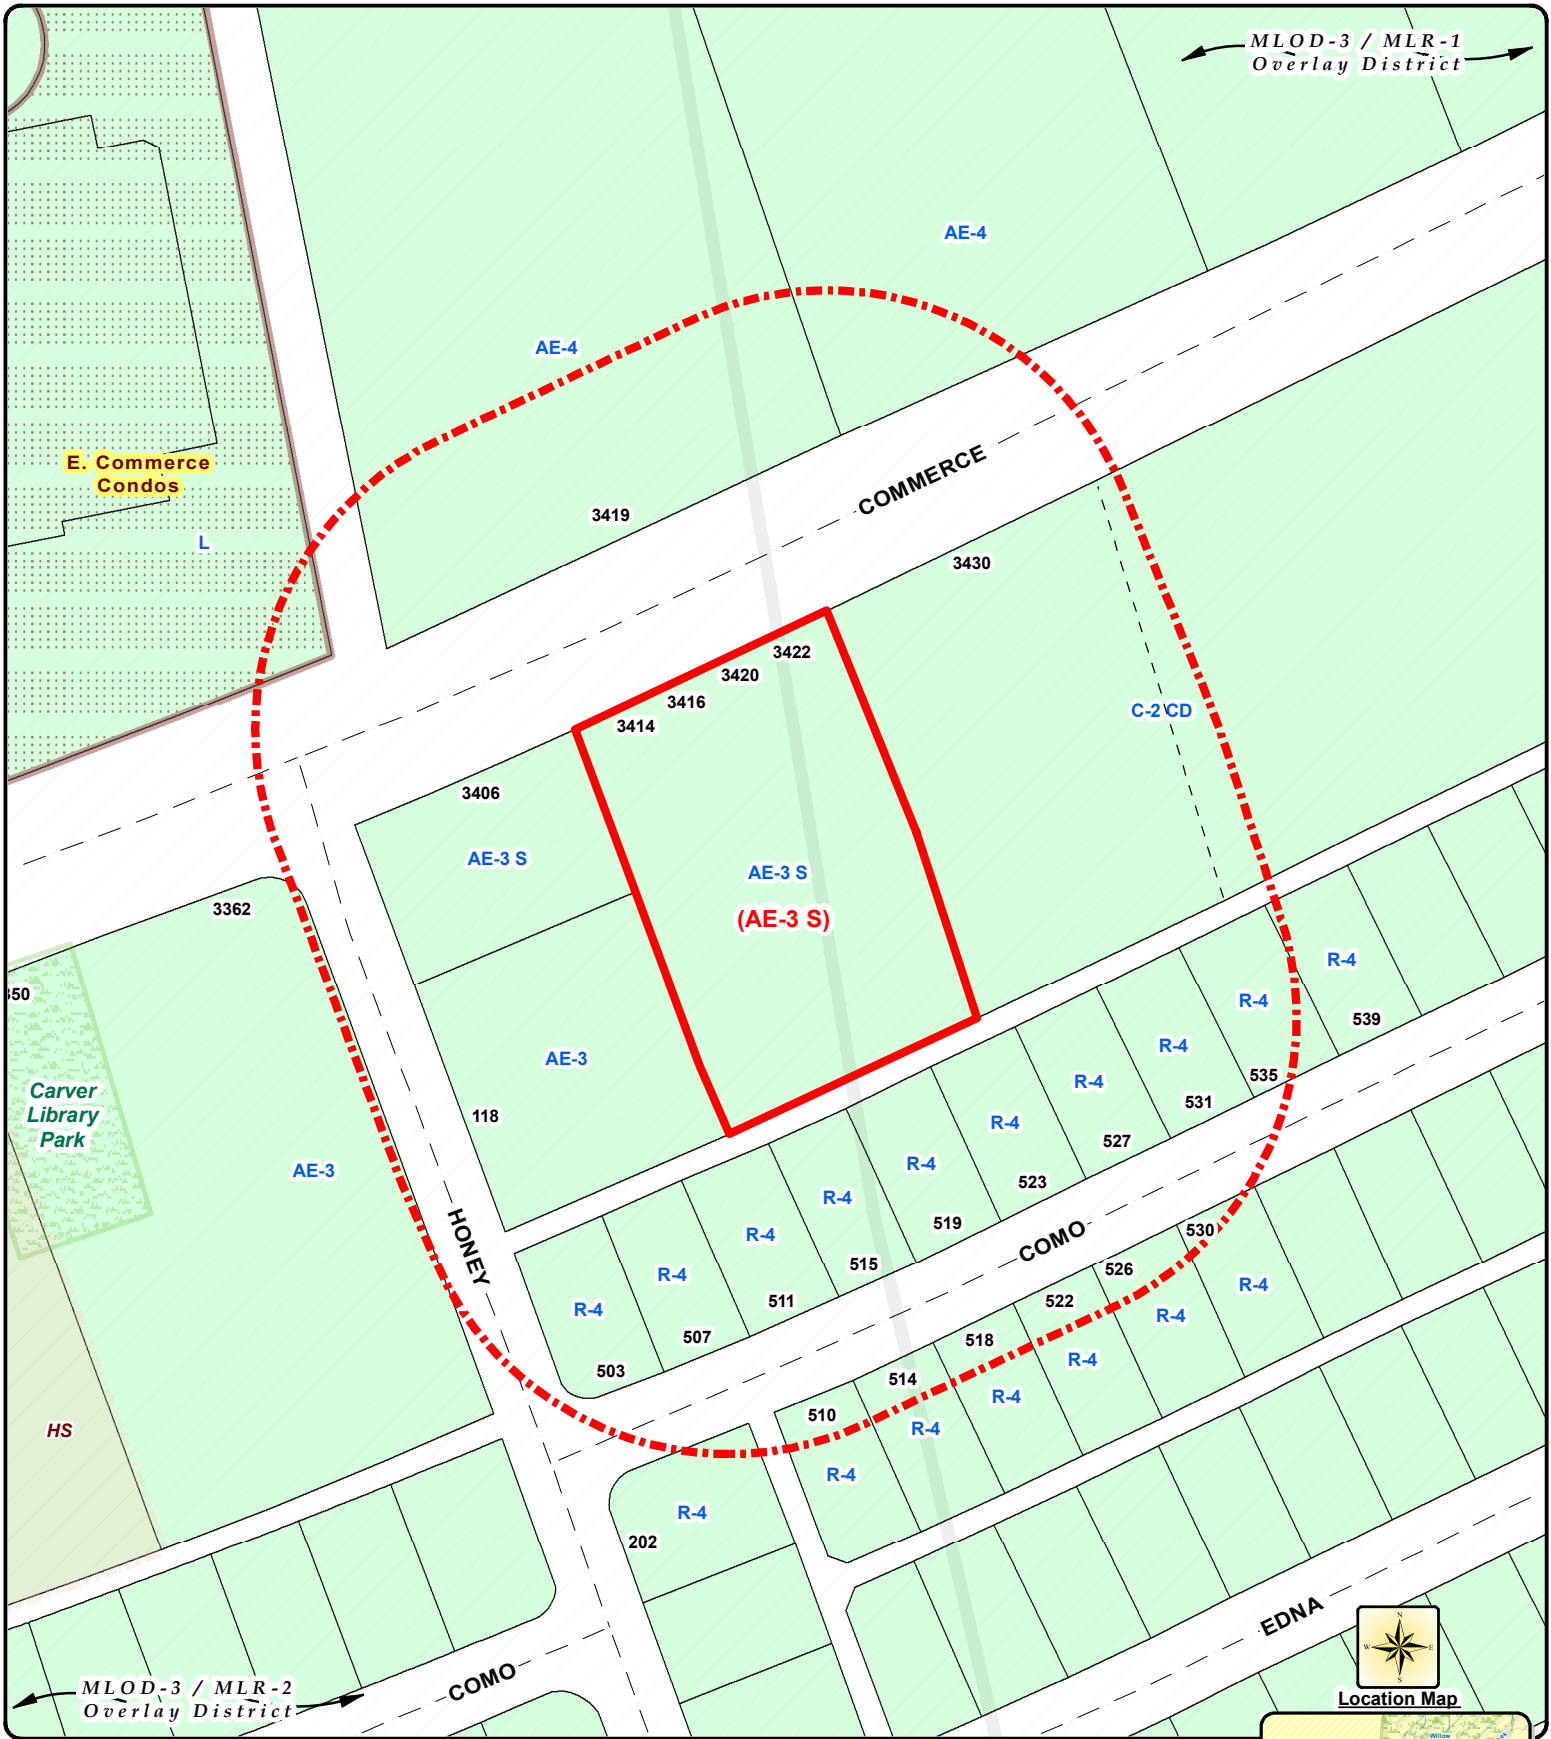 MLOD-3 / MLR-1
Overlay District
AE-4
AE-4
E. Commerce
Condos
L
COMMERCE
3419
3430
3422
3420
3416
3414
C-2 CD
3406
AE-3 S
AE-3 S
(AE-3 S)
3362
350
R-4
R-4
539
R-4
535
AE-3
R-4
531
Carver
Library
Park
118
R-4
527
AE-3
R-4
523
R-4
519
HONEY
R-4
515
COMO
530
R-4
511
526
R-4
R-4
507
522
R-4
503
518
R-4
514
R-4
510
R-4
HS
R-4
R-4
202
EDNA
N
W E
S
Location Map
MLOD-3 / MLR-2
Overlay District
COMO
Willow